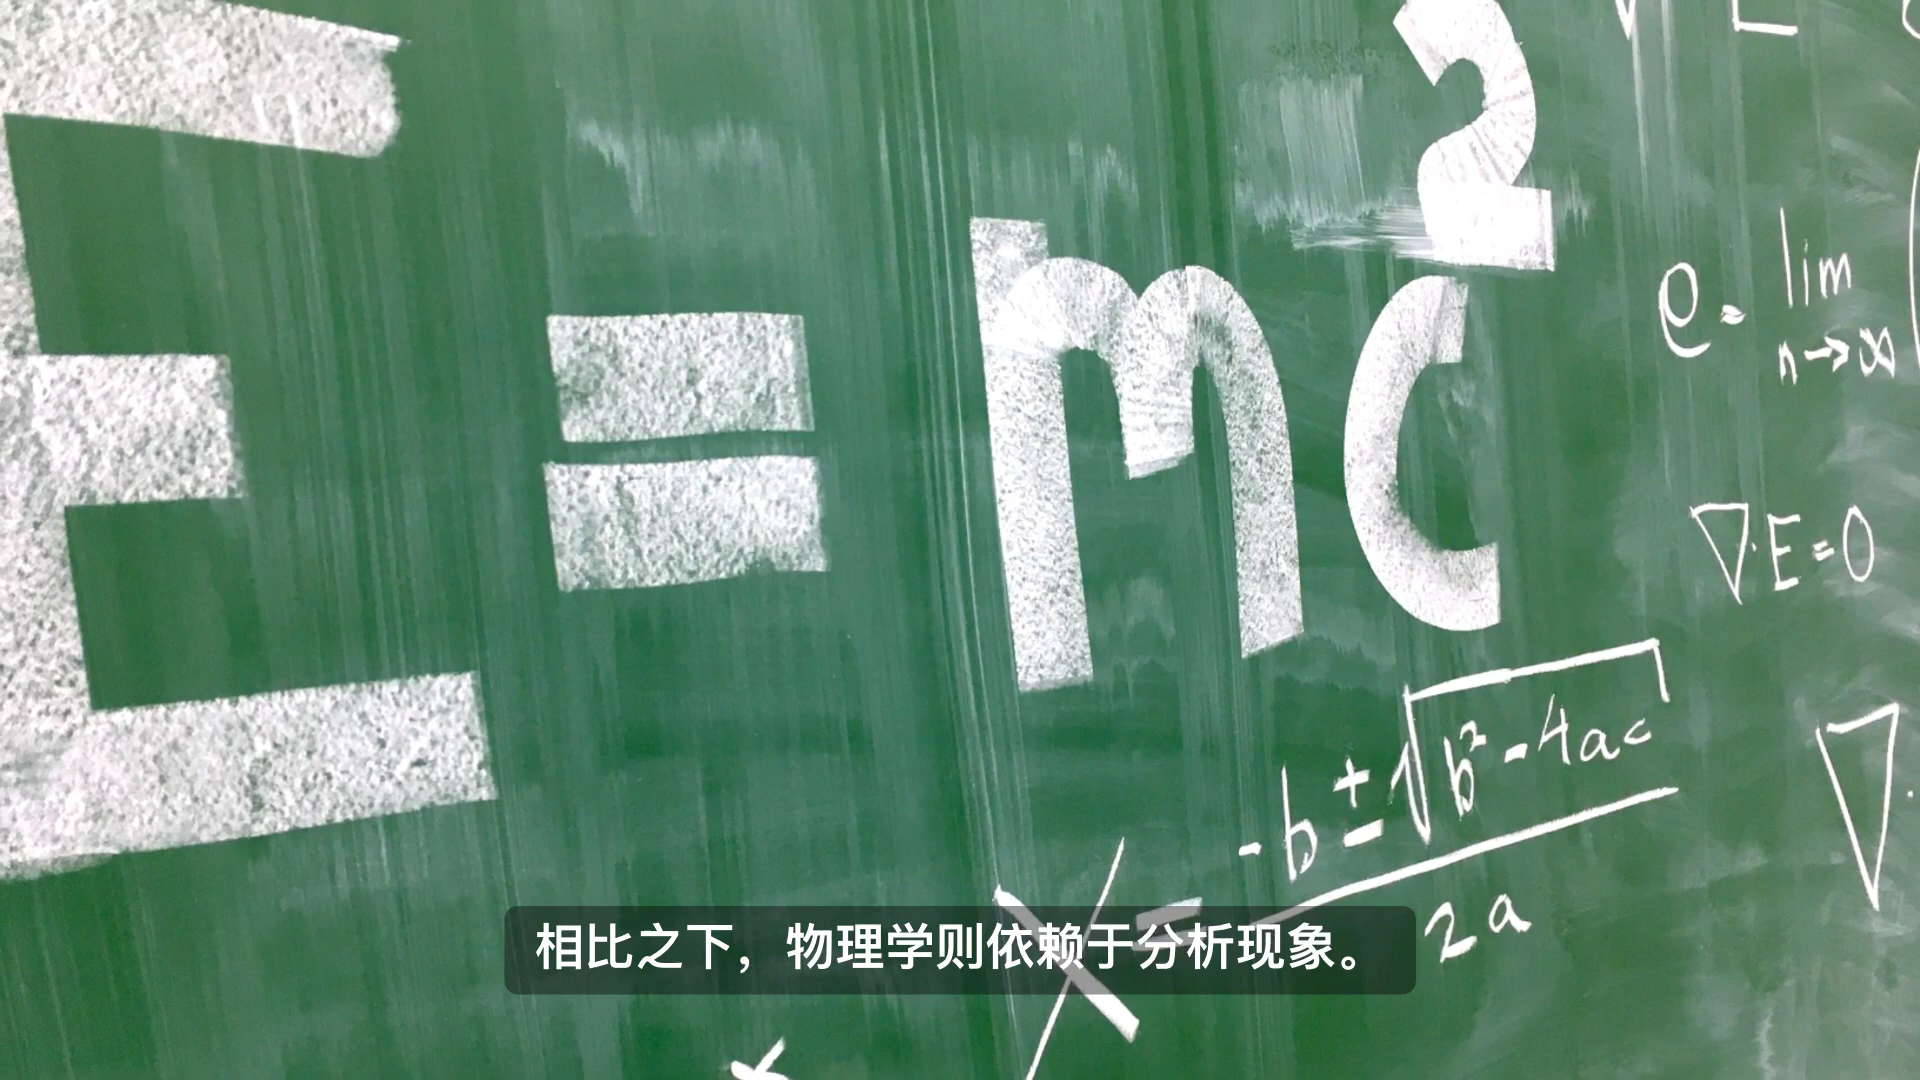 E = mc²
e = lim
n→∞
∇·E=0
x = -b ± √b²-4ac
2a
相比之下，物理学则依赖于分析现象。